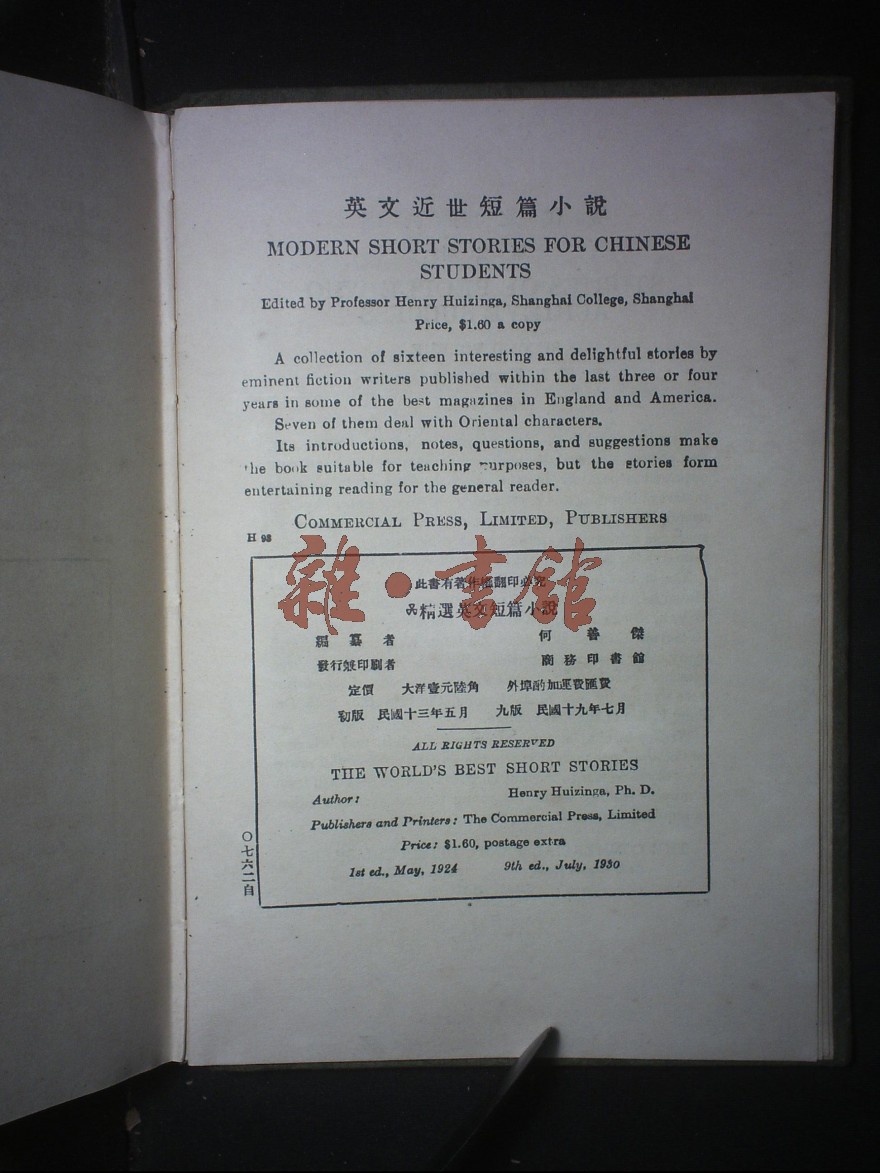 英文近世短篇小說
MODERN SHORT STORIES FOR CHINESE
STUDENTS
Edited by Professor Henry Huizinga, Shanghai College, Shanghai
Price, $1.60 a copy
A collection of sixteen interesting and delightful stories by
eminent fiction writers published within the last three or four
years in some of the best magazines in England and America.
Seven of them deal with Oriental characters.
Its introductions, notes, questions, and suggestions make
the book suitable for teaching purposes, but the stories form
entertaining reading for the general reader.
COMMERCIAL PRESS, LIMITED, PUBLISHERS
H 93
雜·書館
此書有著作權翻印必究
精選英文短篇小說
編纂者 何善傑
發行兼印刷者 商務印書館
定價 大洋壹元陸角 外埠酌加運費匯費
初版 民國十三年五月 九版 民國十九年七月
ALL RIGHTS RESERVED
THE WORLD'S BEST SHORT STORIES
Author: Henry Huizinga, Ph. D.
Publishers and Printers: The Commercial Press, Limited
Price: $1.60, postage extra
1st ed., May, 1924 9th ed., July, 1930
〇七六二自